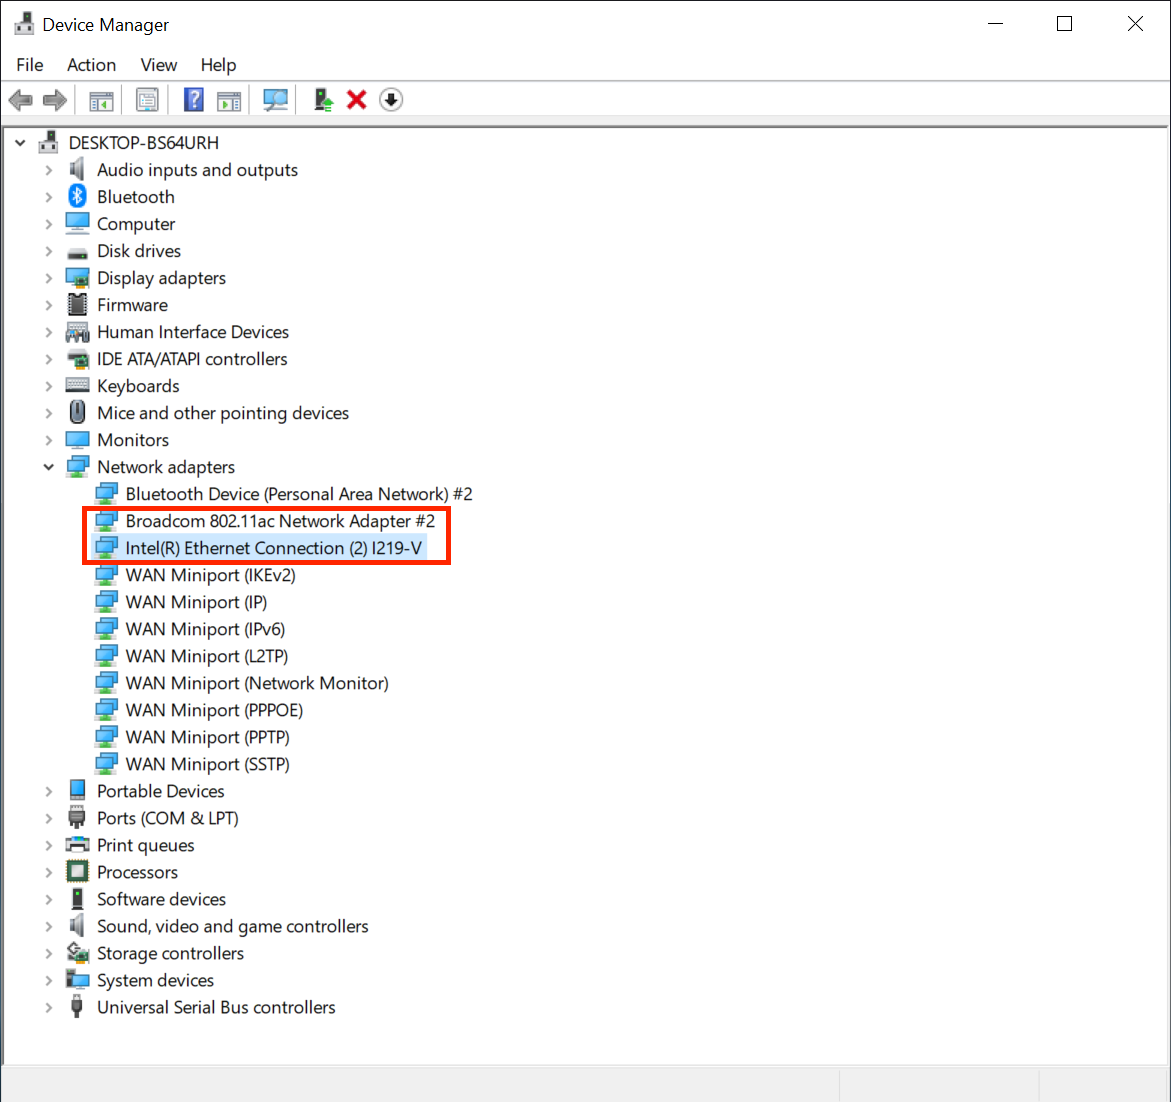 Device Manager
File Action View Help
DESKTOP-BS64URH
Audio inputs and outputs
Bluetooth
Computer
Disk drives
Display adapters
Firmware
Human Interface Devices
IDE ATA/ATAPI controllers
Keyboards
Mice and other pointing devices
Monitors
Network adapters
Bluetooth Device (Personal Area Network) #2
Broadcom 802.11ac Network Adapter #2
Intel(R) Ethernet Connection (2) I219-V
WAN Miniport (IKEv2)
WAN Miniport (IP)
WAN Miniport (IPv6)
WAN Miniport (L2TP)
WAN Miniport (Network Monitor)
WAN Miniport (PPPOE)
WAN Miniport (PPTP)
WAN Miniport (SSTP)
Portable Devices
Ports (COM & LPT)
Print queues
Processors
Software devices
Sound, video and game controllers
Storage controllers
System devices
Universal Serial Bus controllers